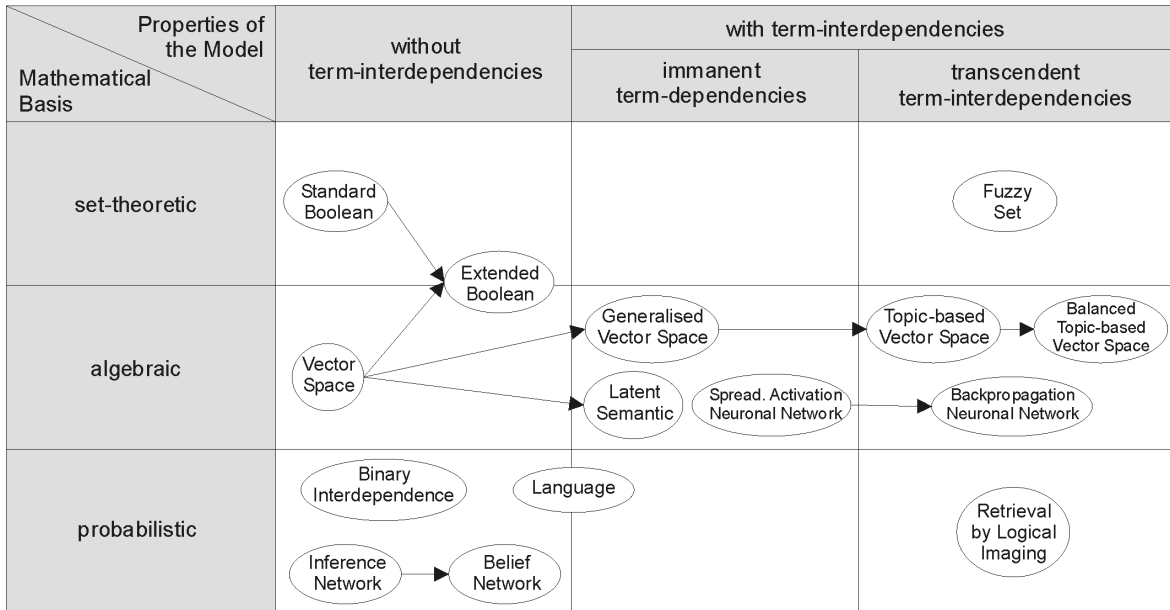 Properties of
the Model
Mathematical
Basis
without
term-interdependencies
with term-interdependencies
immanent
term-dependencies
transcendent
term-interdependencies
set-theoretic
Standard
Boolean
Fuzzy
Set
Extended
Boolean
algebraic
Vector
Space
Generalised
Vector Space
Topic-based
Vector Space
Balanced
Topic-based
Vector Space
Latent
Semantic
Spread. Activation
Neuronal Network
Backpropagation
Neuronal Network
probabilistic
Binary
Interdependence
Language
Retrieval
by Logical
Imaging
Inference
Network
Belief
Network